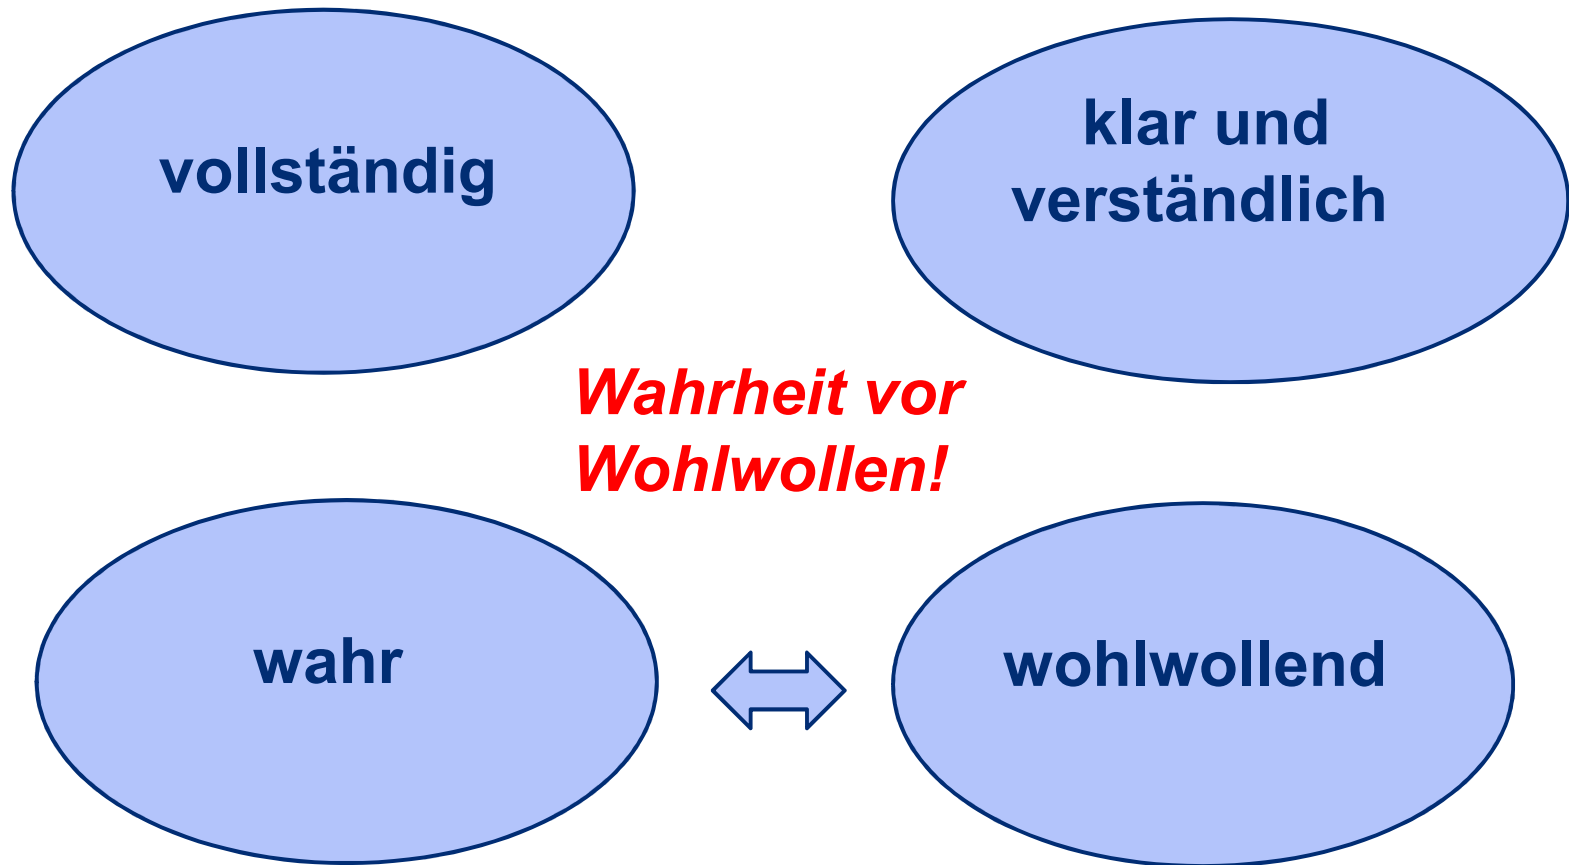 vollständig
klar und
verständlich
Wahrheit vor
Wohlwollen!
wahr
wohlwollend